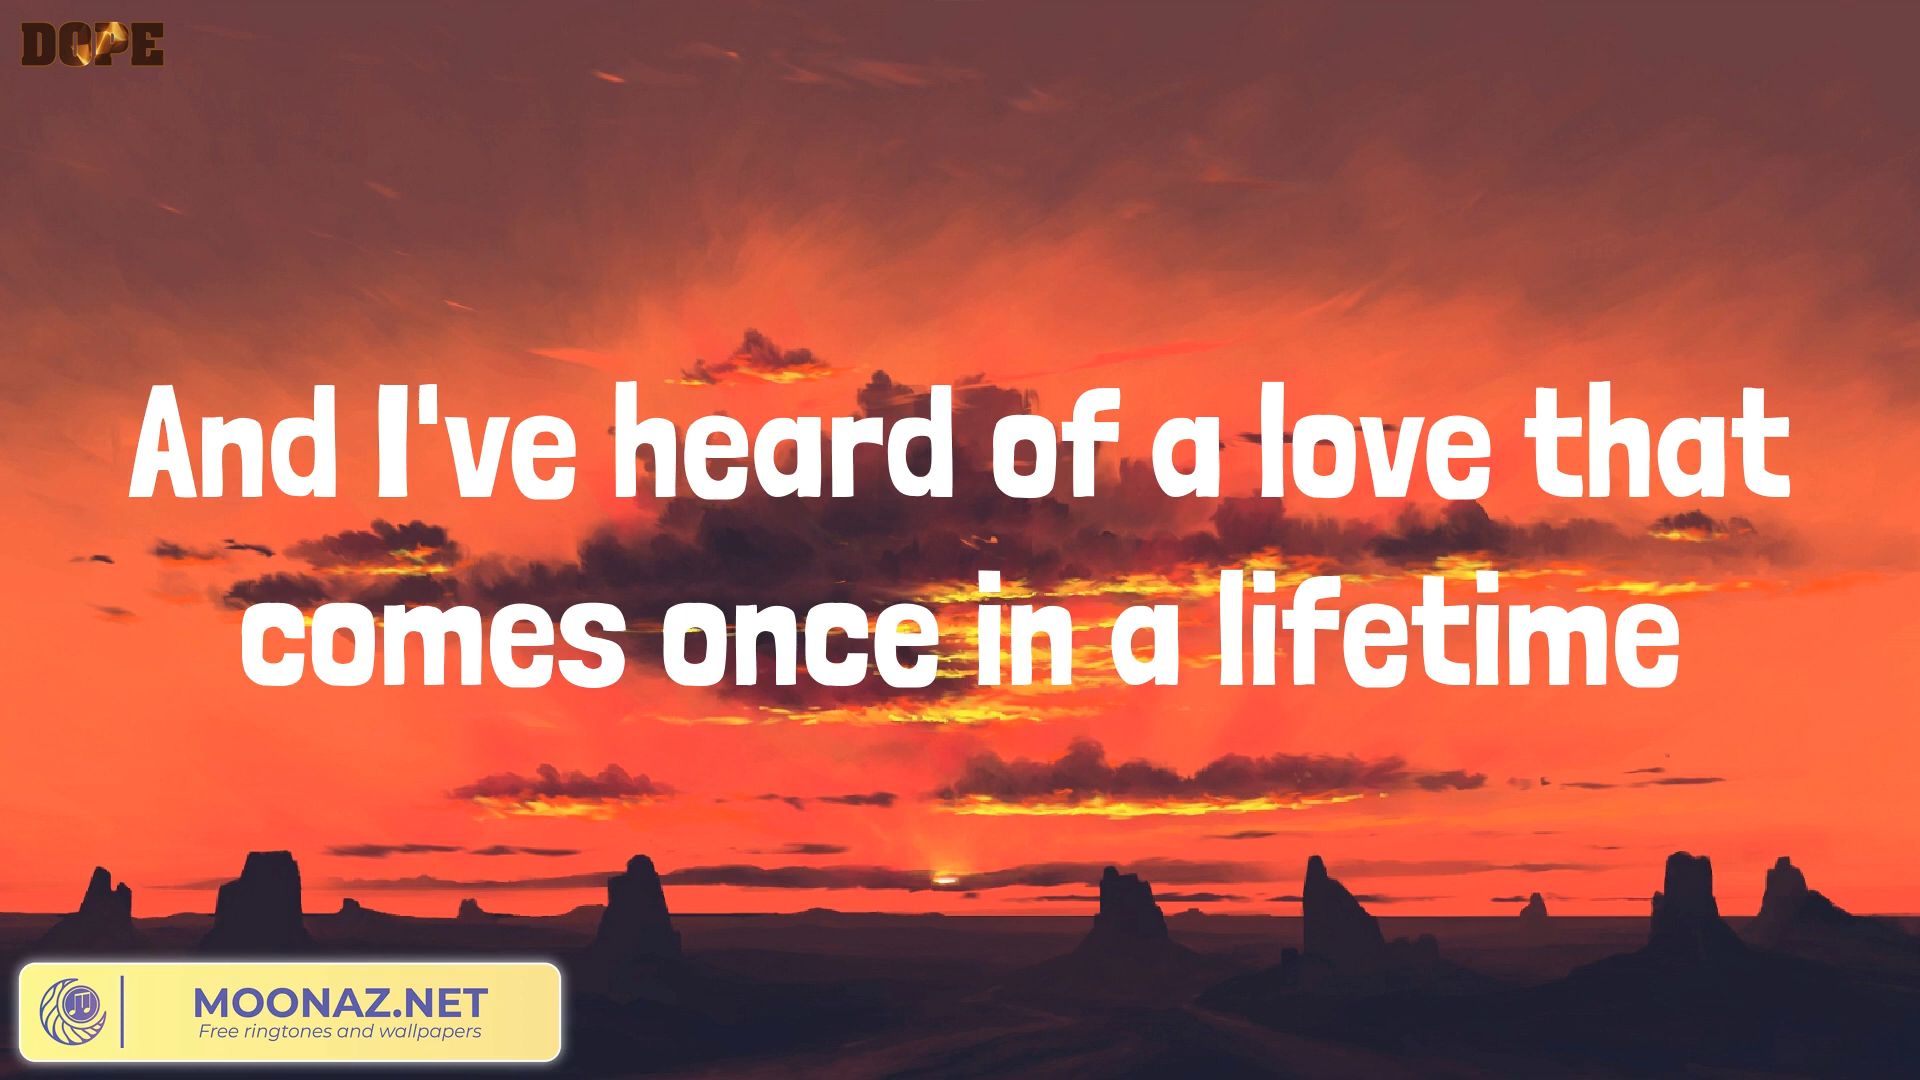 DOPE
And I've heard of a love that
comes once in a lifetime
MOONAZ.NET
Free ringtones and wallpapers